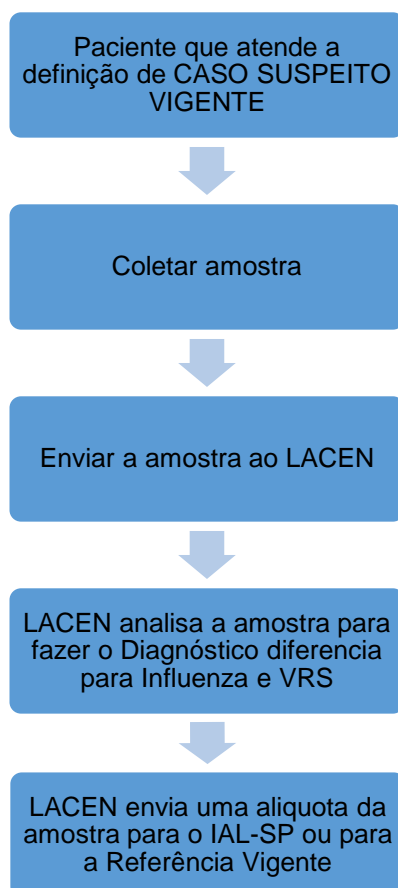 Paciente que atende a
definição de CASO SUSPEITO
VIGENTE
Coletar amostra
Enviar a amostra ao LACEN
LACEN analisa a amostra para
fazer o Diagnóstico diferencia
para Influenza e VRS
LACEN envia uma aliquota da
amostra para o IAL-SP ou para
a Referência Vigente